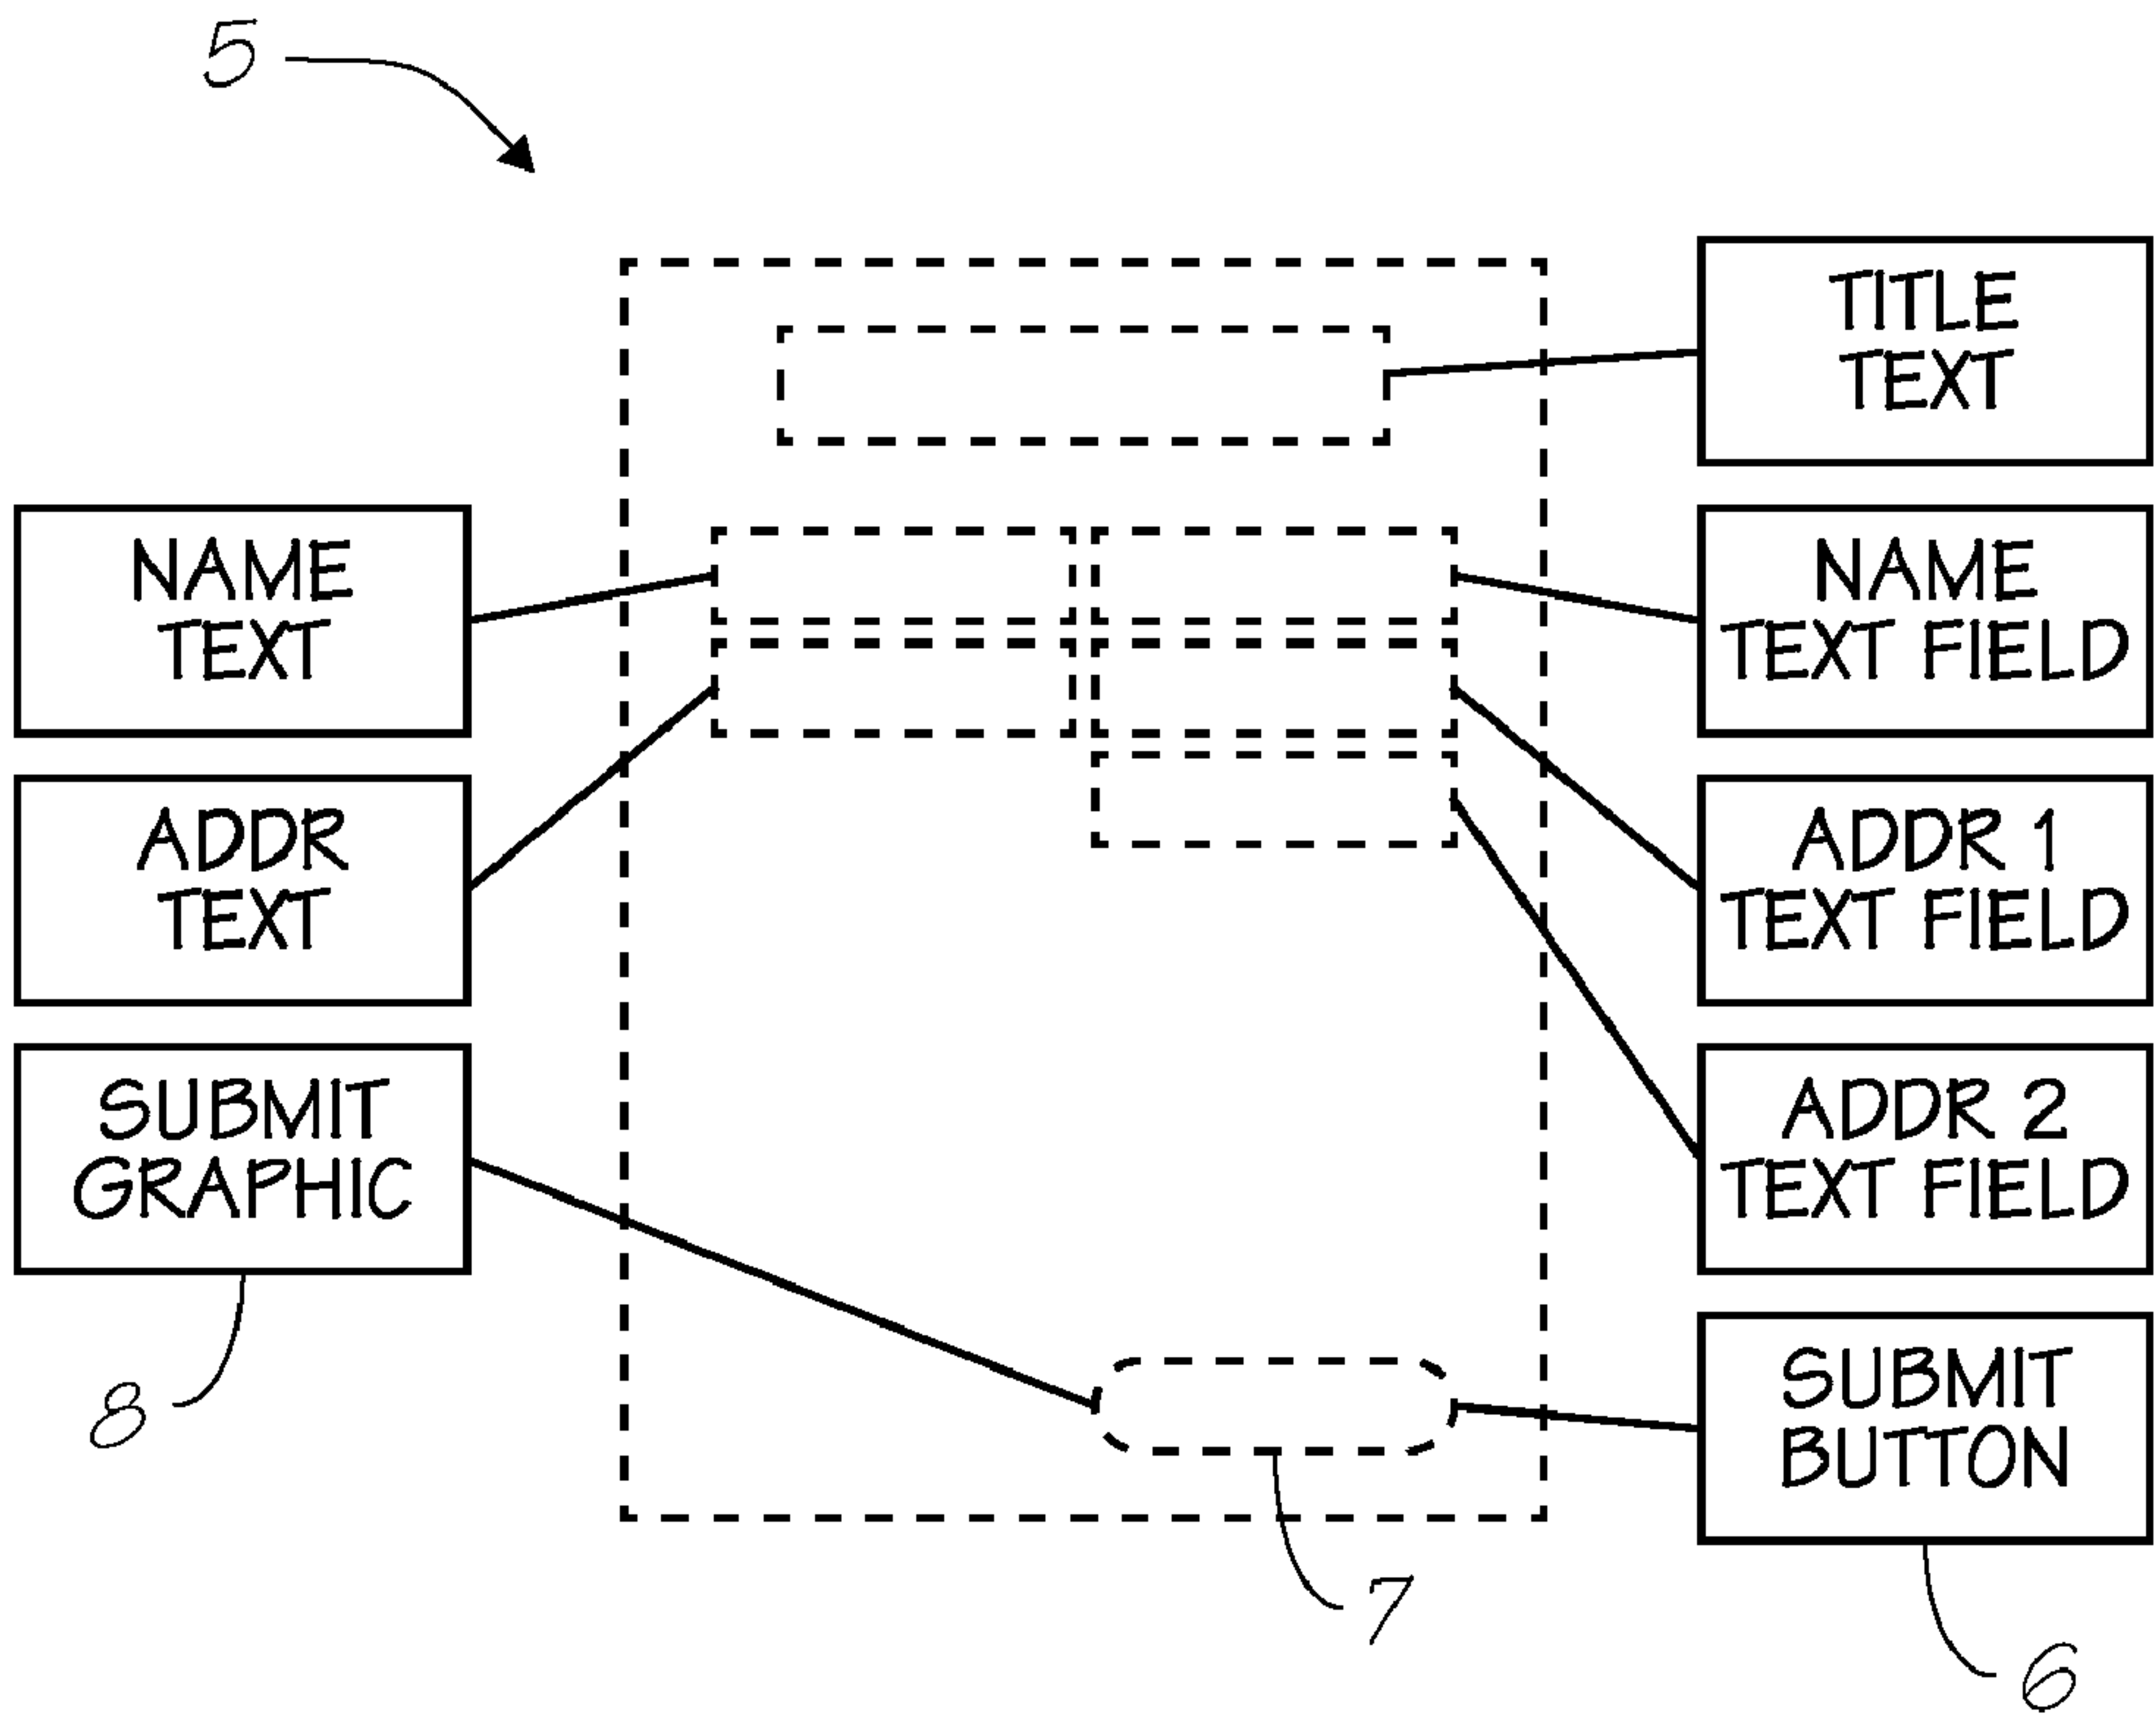 5
TITLE
TEXT
NAME
TEXT
NAME
TEXT FIELD
ADDR
TEXT
ADDR 1
TEXT FIELD
SUBMIT
GRAPHIC
ADDR 2
TEXT FIELD
SUBMIT
BUTTON
8
7
6